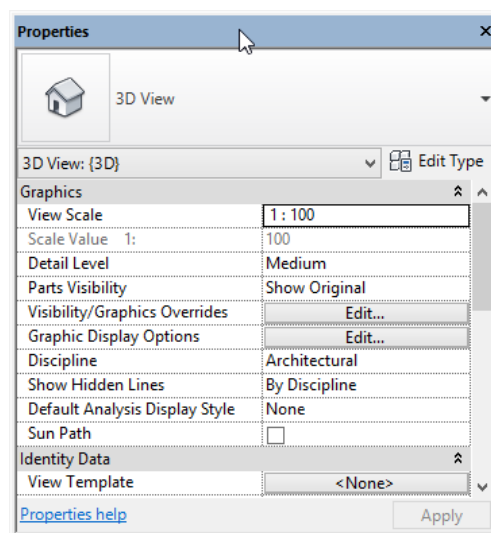 Properties
3D View
3D View: {3D}
Edit Type
Graphics
View Scale 1 : 100
Scale Value 1: 100
Detail Level Medium
Parts Visibility Show Original
Visibility/Graphics Overrides Edit...
Graphic Display Options Edit...
Discipline Architectural
Show Hidden Lines By Discipline
Default Analysis Display Style None
Sun Path
Identity Data
View Template <None>
Properties help Apply